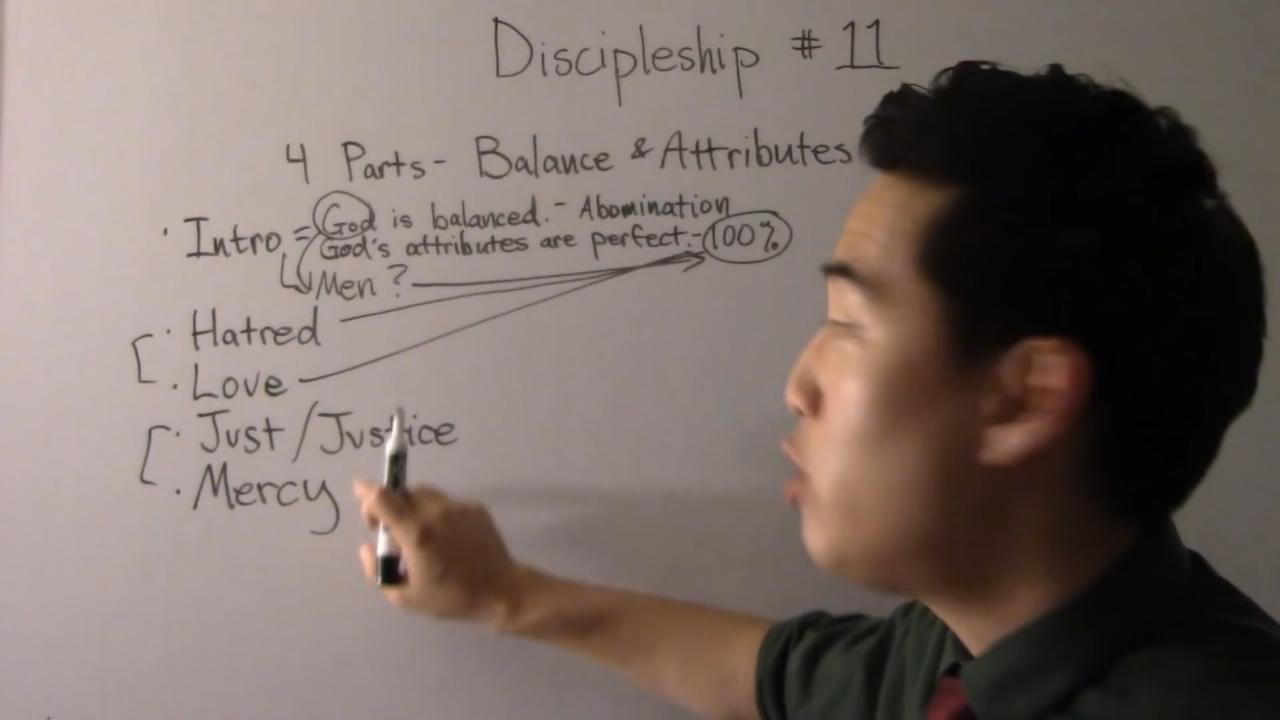 Discipleship # 11
4 Parts - Balance & Attributes
· Intro = God is balanced. - Abomination
God's attributes are perfect. - 100%
Men ?
· Hatred
· Love
· Just / Justice
· Mercy